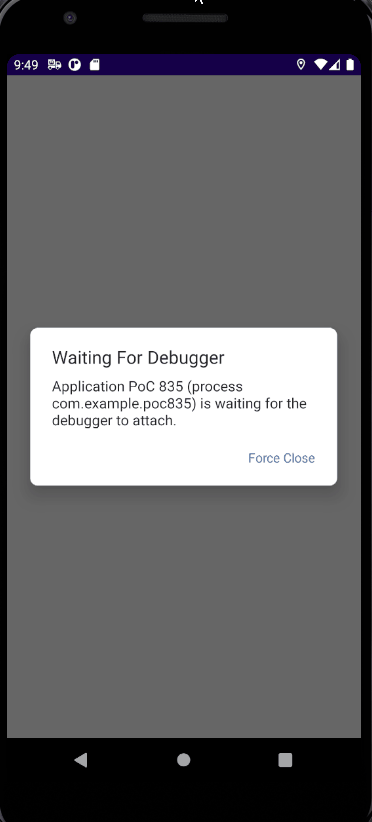 9:49
Waiting For Debugger
Application PoC 835 (process
com.example.poc835) is waiting for the
debugger to attach.
Force Close